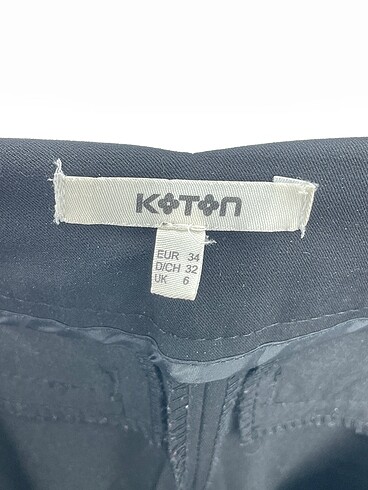 KOTON
EUR 34
D/CH 32
UK 6